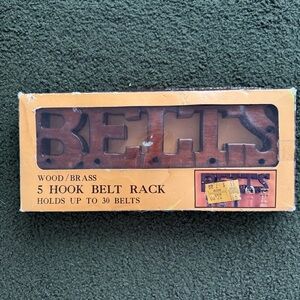 BELTS
WOOD/BRASS
5 HOOK BELT RACK
HOLDS UP TO 30 BELTS